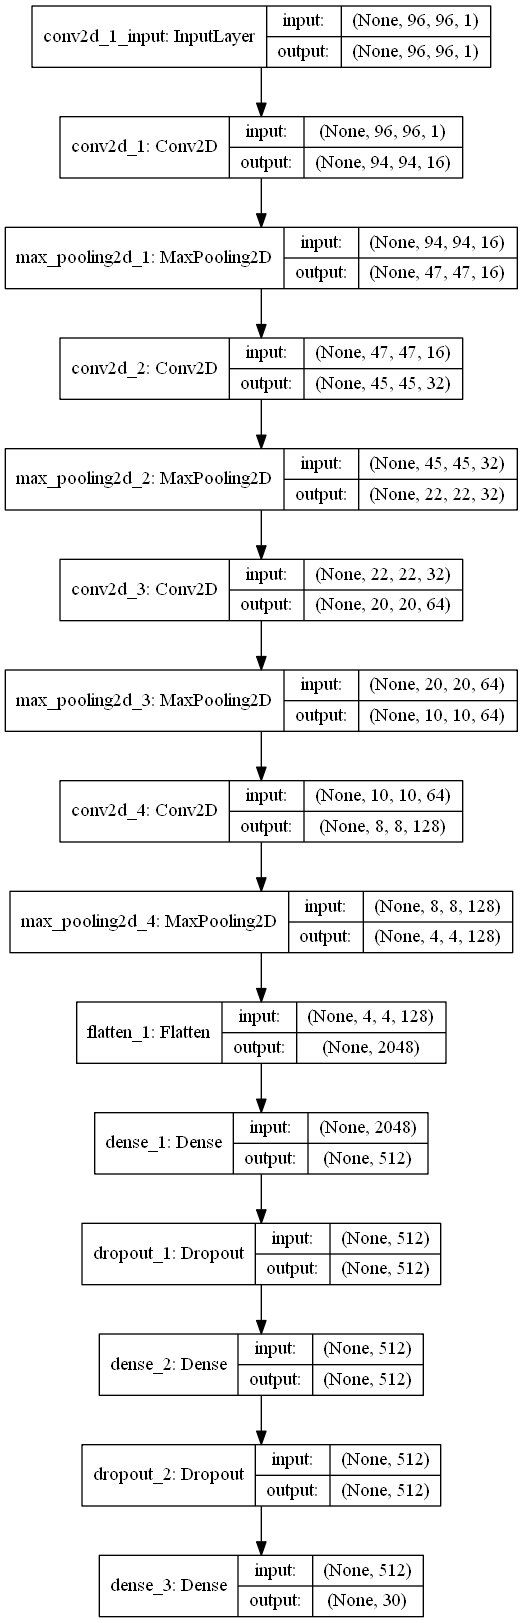 conv2d_1_input: InputLayer
input: (None, 96, 96, 1)
output: (None, 96, 96, 1)
conv2d_1: Conv2D
input: (None, 96, 96, 1)
output: (None, 94, 94, 16)
max_pooling2d_1: MaxPooling2D
input: (None, 94, 94, 16)
output: (None, 47, 47, 16)
conv2d_2: Conv2D
input: (None, 47, 47, 16)
output: (None, 45, 45, 32)
max_pooling2d_2: MaxPooling2D
input: (None, 45, 45, 32)
output: (None, 22, 22, 32)
conv2d_3: Conv2D
input: (None, 22, 22, 32)
output: (None, 20, 20, 64)
max_pooling2d_3: MaxPooling2D
input: (None, 20, 20, 64)
output: (None, 10, 10, 64)
conv2d_4: Conv2D
input: (None, 10, 10, 64)
output: (None, 8, 8, 128)
max_pooling2d_4: MaxPooling2D
input: (None, 8, 8, 128)
output: (None, 4, 4, 128)
flatten_1: Flatten
input: (None, 4, 4, 128)
output: (None, 2048)
dense_1: Dense
input: (None, 2048)
output: (None, 512)
dropout_1: Dropout
input: (None, 512)
output: (None, 512)
dense_2: Dense
input: (None, 512)
output: (None, 512)
dropout_2: Dropout
input: (None, 512)
output: (None, 512)
dense_3: Dense
input: (None, 512)
output: (None, 30)